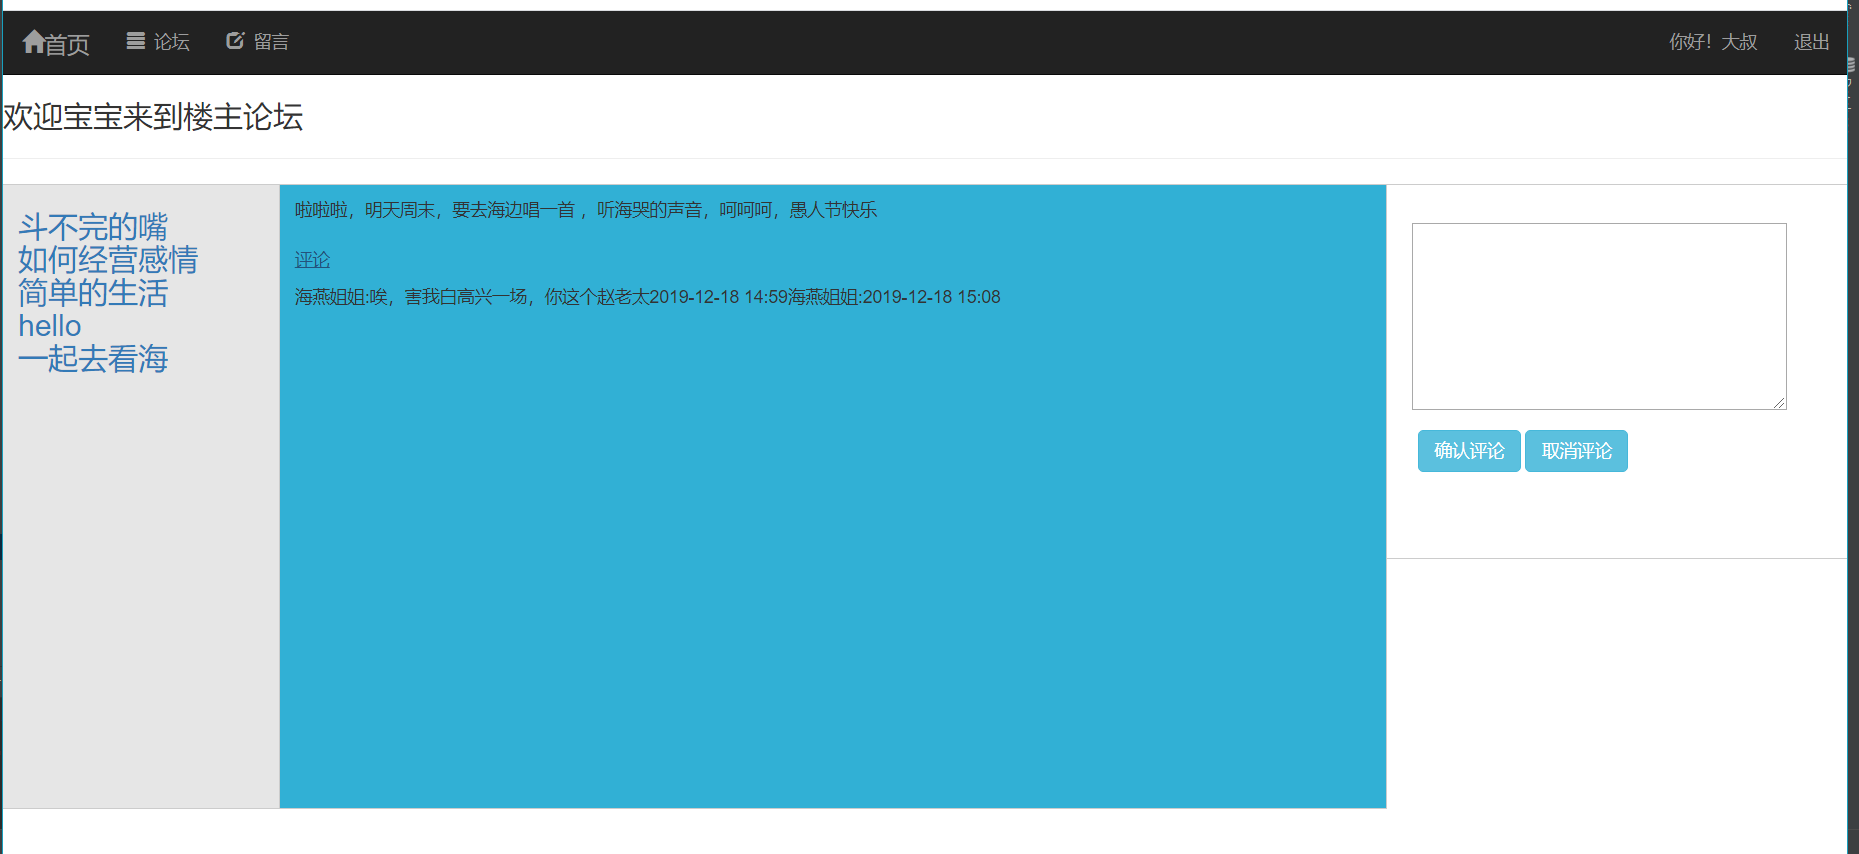 首页 论坛 留言 你好！大叔 退出
欢迎宝宝来到楼主论坛
斗不完的嘴
如何经营感情
简单的生活
hello
一起去看海
啦啦啦，明天周末，要去海边唱一首 ，听海哭的声音，呵呵呵，愚人节快乐
评论
海燕姐姐:唉，害我白高兴一场，你这个赵老太2019-12-18 14:59海燕姐姐:2019-12-18 15:08
确认评论 取消评论